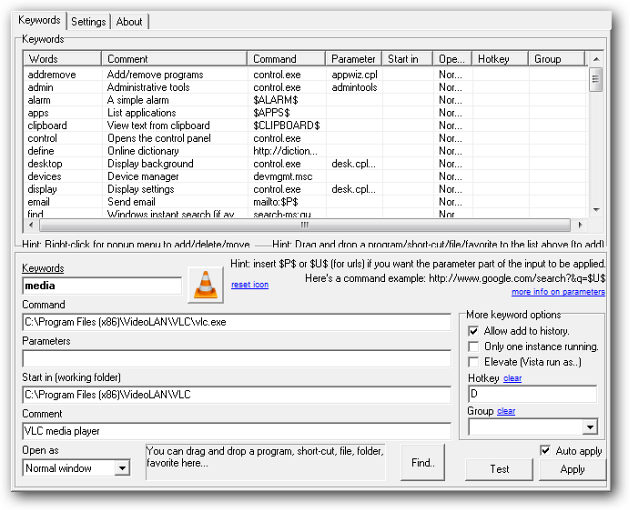 Keywords Settings About
Keywords
Words Comment Command Parameter Start in Ope... Hotkey Group
addremove Add/remove programs control.exe appwiz.cpl Nor...
admin Administrative tools control.exe admintools Nor...
alarm A simple alarm $ALARM$ Nor...
apps List applications $APPS$ Nor...
clipboard View text from clipboard $CLIPBOARD$ Nor...
control Opens the control panel control.exe Nor...
define Online dictionary http://diction... Nor...
desktop Display background control.exe desk.cpl... Nor...
devices Device manager devmgmt.msc Nor...
display Display settings control.exe desk.cpl... Nor...
email Send email mailto:$P$ Nor...
find Windows instant search (if av search-ms:qu Nor...
Hint: Right-click for popup menu to add/delete/move Hint: Drag and drop a program/short-cut/file/favorite to the list above (to add)
Keywords
media
reset icon
Hint: insert $P$ or $U$ (for urls) if you want the parameter part of the input to be applied.
Here's a command example: http://www.google.com/search?&q=$U$
more info on parameters
Command
C:\Program Files (x86)\VideoLAN\VLC\vlc.exe
Parameters
Start in (working folder)
C:\Program Files (x86)\VideoLAN\VLC
Comment
VLC media player
More keyword options
Allow add to history.
Only one instance running.
Elevate (Vista run as..)
Hotkey clear
D
Group clear
Open as
Normal window
You can drag and drop a program, short-cut, file, folder,
favorite here...
Find..
Auto apply
Test
Apply